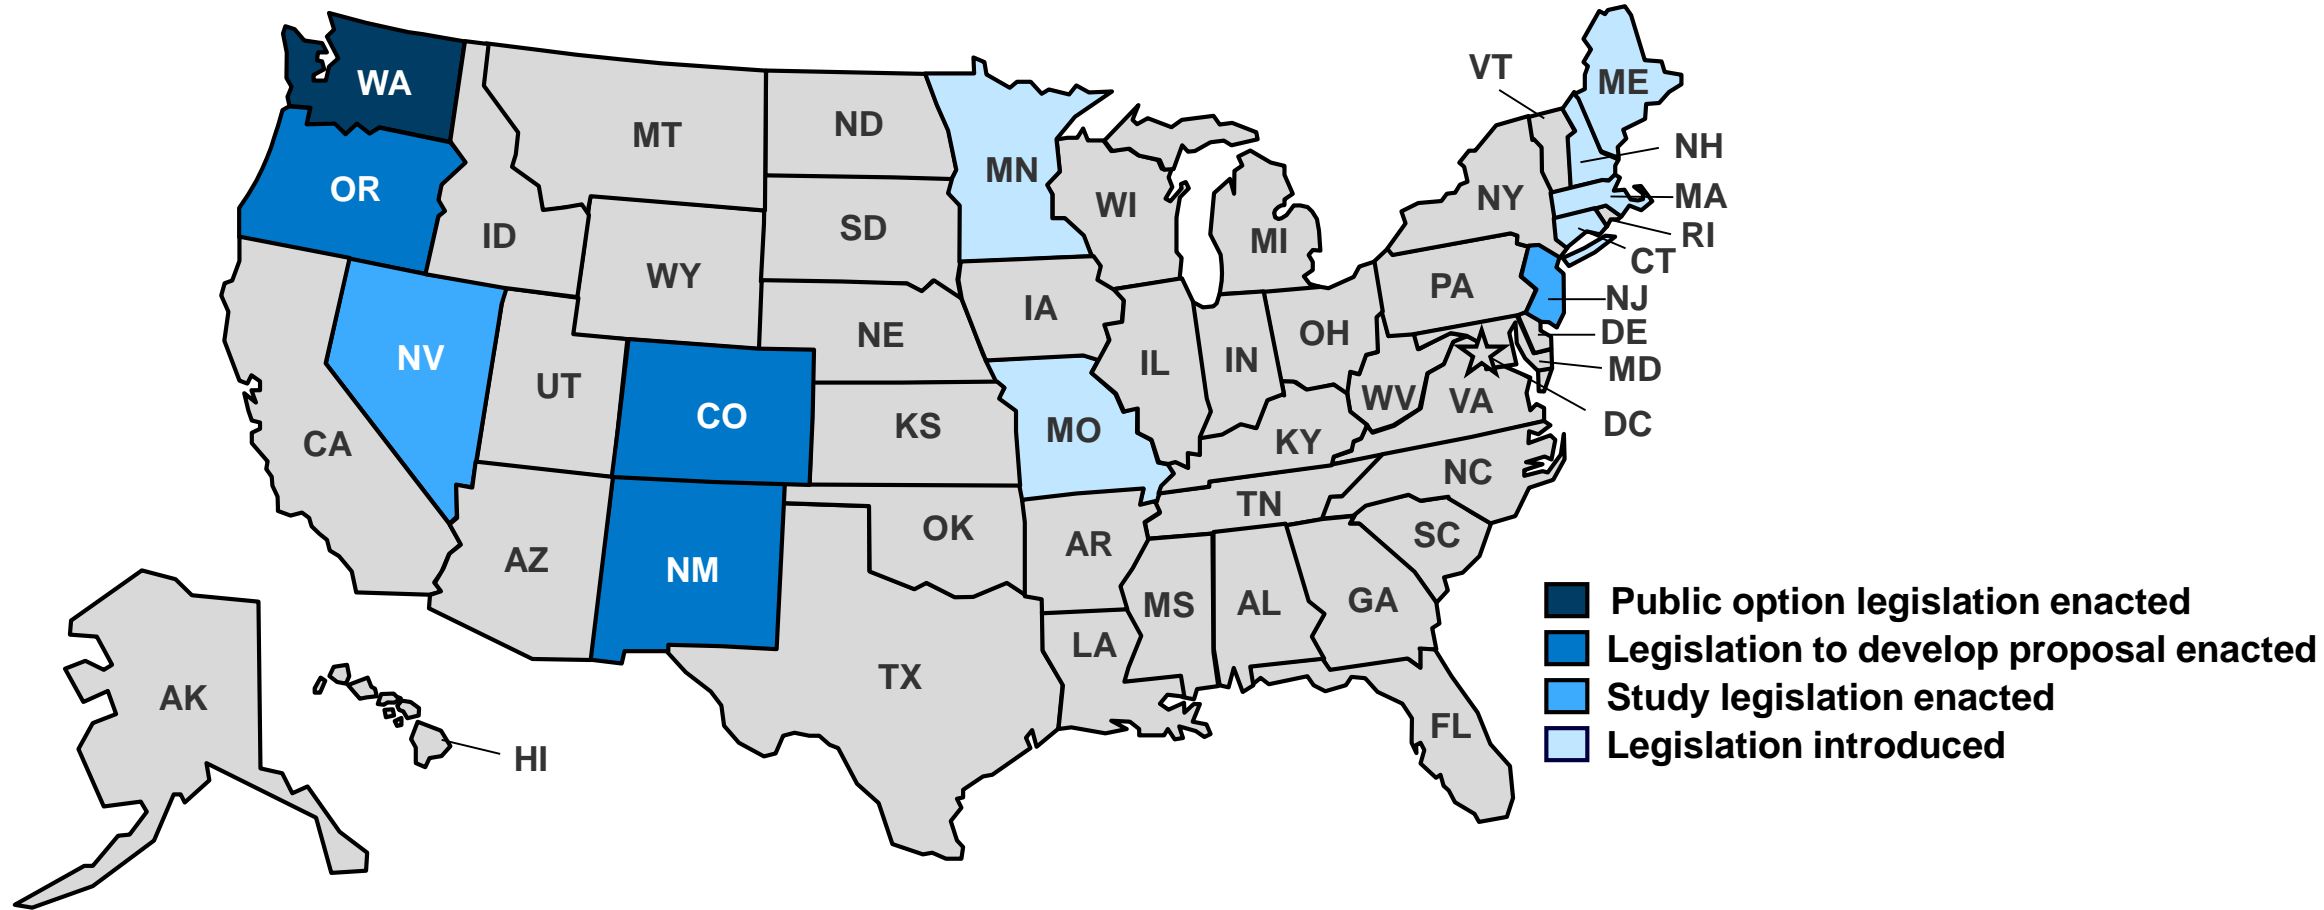 WA
OR
CA
NV
ID
MT
WY
UT
AZ
CO
NM
ND
SD
NE
KS
OK
TX
MN
IA
MO
AR
LA
WI
IL
MI
IN
OH
KY
TN
MS
AL
GA
FL
SC
NC
VA
WV
PA
NY
VT
ME
NH
MA
RI
CT
NJ
DE
MD
DC
AK
HI
Public option legislation enacted
Legislation to develop proposal enacted
Study legislation enacted
Legislation introduced